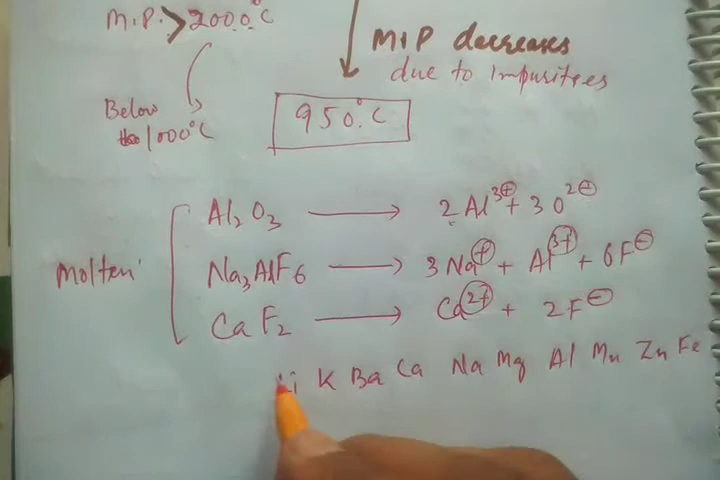 M.P. > 2000°C
M.P decreases
due to Impurities
Below
1000°C
950°C
Molten
Al₂O₃ → 2Al³⁺ + 3O²⁻
Na₃AlF₆ → 3Na⁺ + Al³⁺ + 6F⁻
CaF₂ → Ca²⁺ + 2F⁻
Li K Ba Ca Na Mg Al Mn Zn Fe